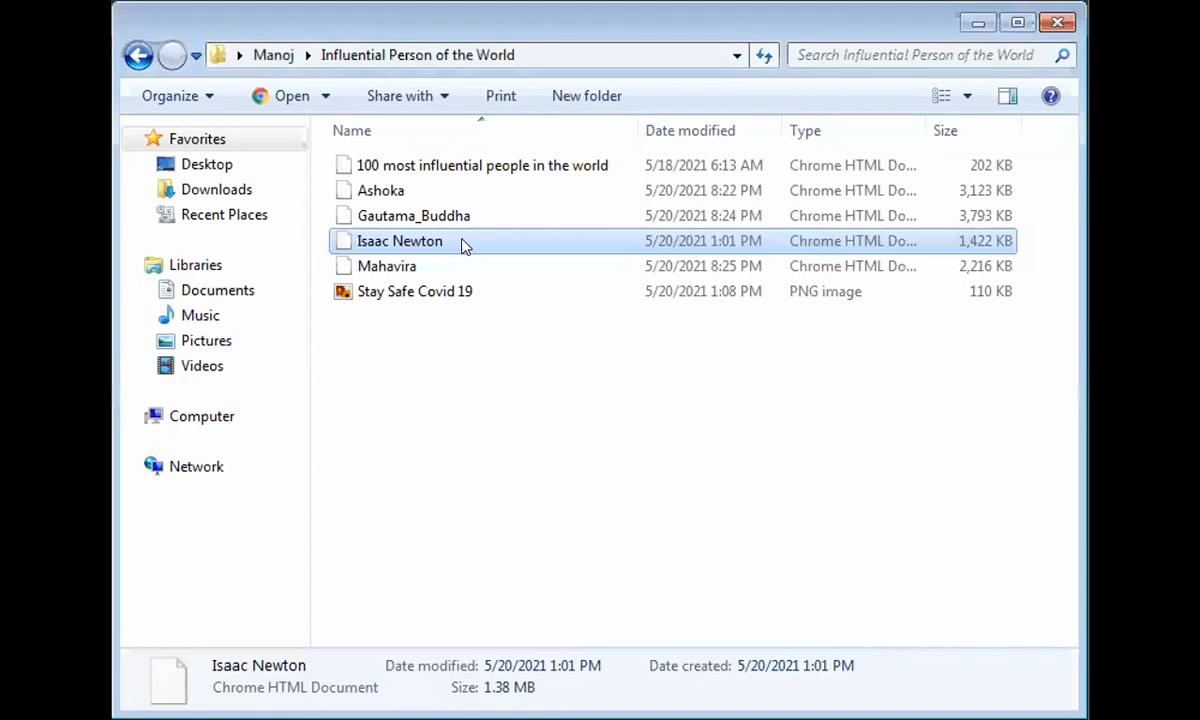 Manoj Influential Person of the World Search Influential Person of the World
Organize Open Share with Print New folder
Name Date modified Type Size
Favorites
Desktop
Downloads
Recent Places
Libraries
Documents
Music
Pictures
Videos
Computer
Network
100 most influential people in the world 5/18/2021 6:13 AM Chrome HTML Do... 202 KB
Ashoka 5/20/2021 8:22 PM Chrome HTML Do... 3,123 KB
Gautama_Buddha 5/20/2021 8:24 PM Chrome HTML Do... 3,793 KB
Isaac Newton 5/20/2021 1:01 PM Chrome HTML Do... 1,422 KB
Mahavira 5/20/2021 8:25 PM Chrome HTML Do... 2,216 KB
Stay Safe Covid 19 5/20/2021 1:08 PM PNG image 110 KB
Isaac Newton Date modified: 5/20/2021 1:01 PM Date created: 5/20/2021 1:01 PM
Chrome HTML Document Size: 1.38 MB